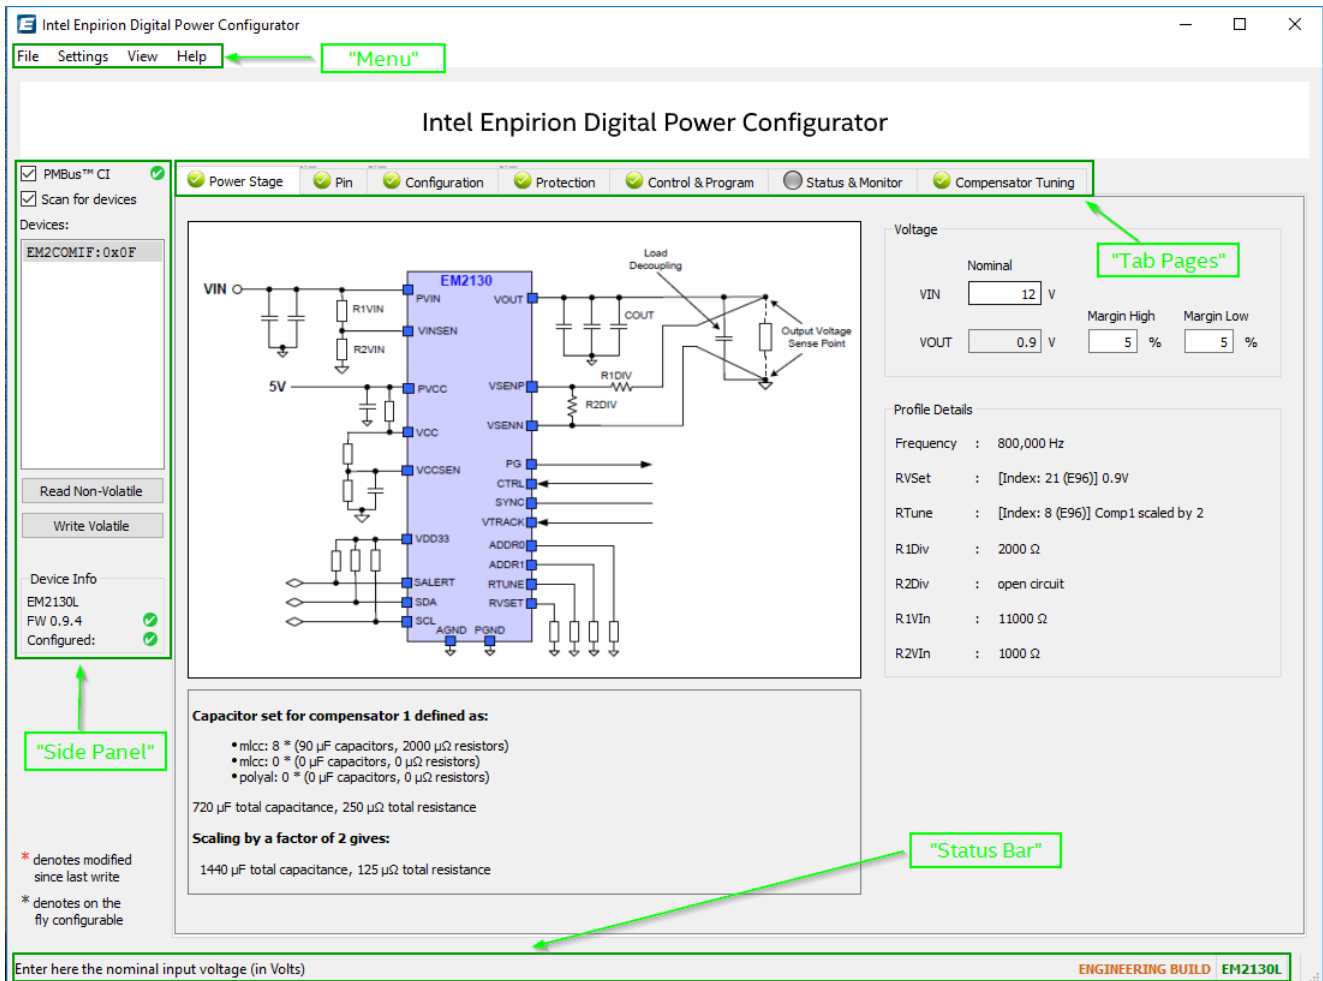 Intel Enpirion Digital Power Configurator
File Settings View Help
"Menu"
Intel Enpirion Digital Power Configurator
PMBus™ CI
Scan for devices
Devices:
EM2COMIF:0x0F
Read Non-Volatile
Write Volatile
Device Info
EM2130L
FW 0.9.4
Configured:
"Side Panel"
* denotes modified
since last write
* denotes on the
fly configurable
Power Stage Pin Configuration Protection Control & Program Status & Monitor Compensator Tuning
"Tab Pages"
EM2130
VIN
PVIN
VOUT
R1VIN
VINSEN
R2VIN
COUT
Load
Decoupling
Output Voltage
Sense Point
5V
PVCC
VSENP
R1DIV
R2DIV
VCC
VSENN
VCCSEN
PG
CTRL
SYNC
VTRACK
VDD33
ADDR0
ADDR1
SALERT
RTUNE
SDA
RVSET
SCL
AGND PGND
Capacitor set for compensator 1 defined as:
• mlcc: 8 * (90 µF capacitors, 2000 µΩ resistors)
• mlcc: 0 * (0 µF capacitors, 0 µΩ resistors)
• polyal: 0 * (0 µF capacitors, 0 µΩ resistors)
720 µF total capacitance, 250 µΩ total resistance
Scaling by a factor of 2 gives:
1440 µF total capacitance, 125 µΩ total resistance
Voltage
Nominal
VIN 12 V
Margin High Margin Low
VOUT 0.9 V 5 % 5 %
Profile Details
Frequency : 800,000 Hz
RVSet : [Index: 21 (E96)] 0.9V
RTune : [Index: 8 (E96)] Comp1 scaled by 2
R1Div : 2000 Ω
R2Div : open circuit
R1VIn : 11000 Ω
R2VIn : 1000 Ω
"Status Bar"
Enter here the nominal input voltage (in Volts) ENGINEERING BUILD EM2130L